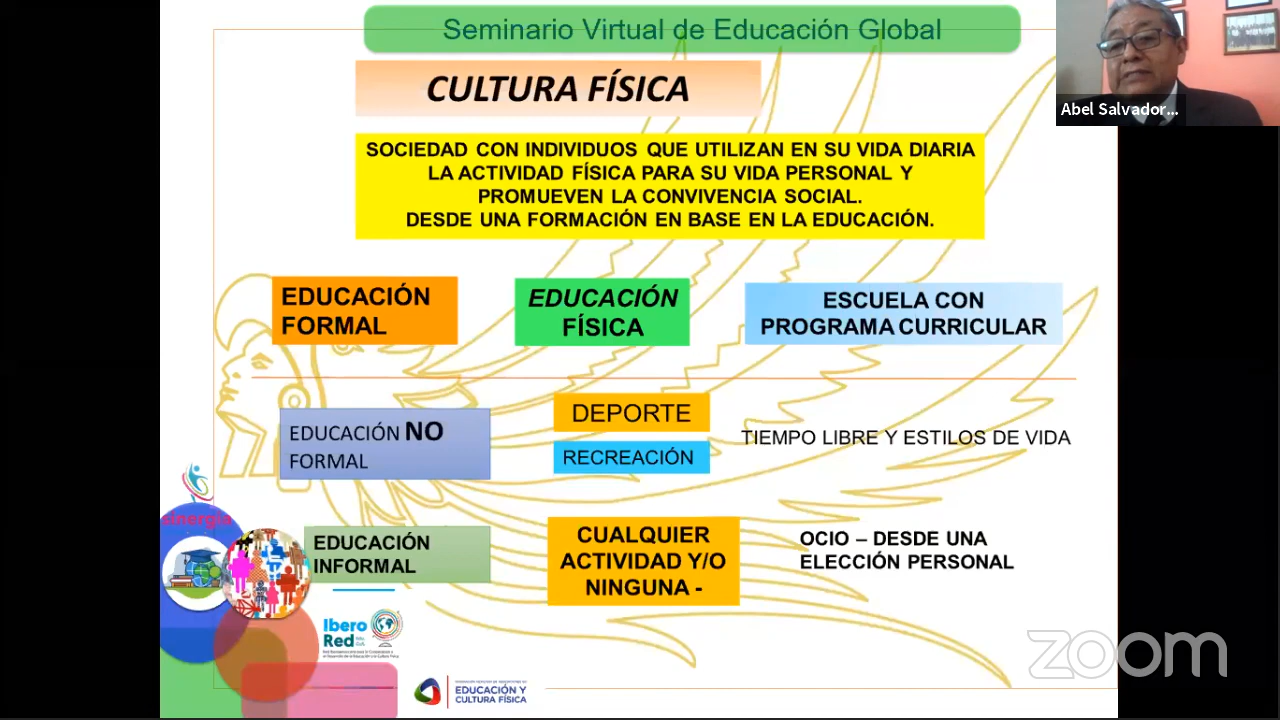 Seminario Virtual de Educación Global
CULTURA FÍSICA
Abel Salvador...
SOCIEDAD CON INDIVIDUOS QUE UTILIZAN EN SU VIDA DIARIA
LA ACTIVIDAD FÍSICA PARA SU VIDA PERSONAL Y
PROMUEVEN LA CONVIVENCIA SOCIAL.
DESDE UNA FORMACIÓN EN BASE EN LA EDUCACIÓN.
EDUCACIÓN
FORMAL
EDUCACIÓN
FÍSICA
ESCUELA CON
PROGRAMA CURRICULAR
EDUCACIÓN NO
FORMAL
DEPORTE
RECREACIÓN
TIEMPO LIBRE Y ESTILOS DE VIDA
sinergia
EDUCACIÓN
INFORMAL
CUALQUIER
ACTIVIDAD Y/O
NINGUNA -
OCIO – DESDE UNA
ELECCIÓN PERSONAL
Ibero
Red
EDUCACIÓN Y
CULTURA FÍSICA
zoom